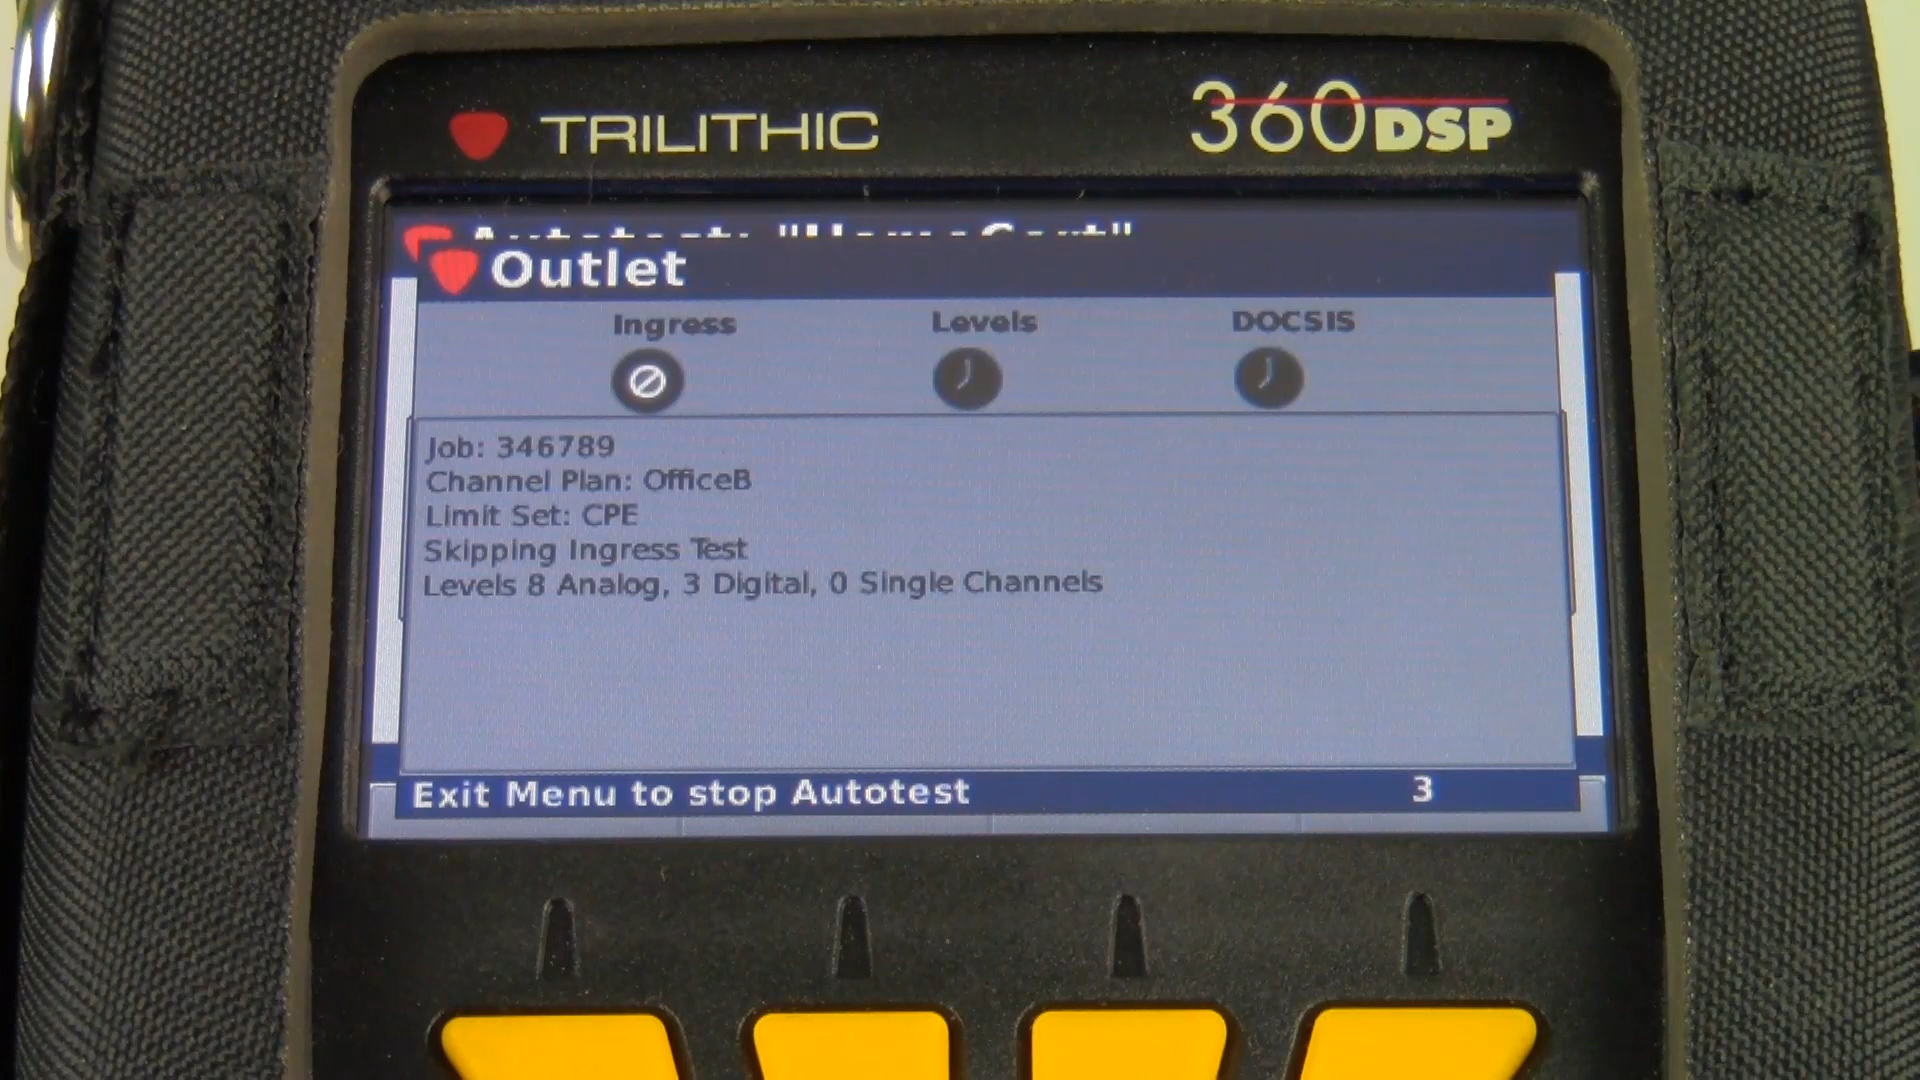 TRILITHIC
360DSP
Outlet
Ingress Levels DOCSIS
Job: 346789
Channel Plan: OfficeB
Limit Set: CPE
Skipping Ingress Test
Levels 8 Analog, 3 Digital, 0 Single Channels
Exit Menu to stop Autotest 3